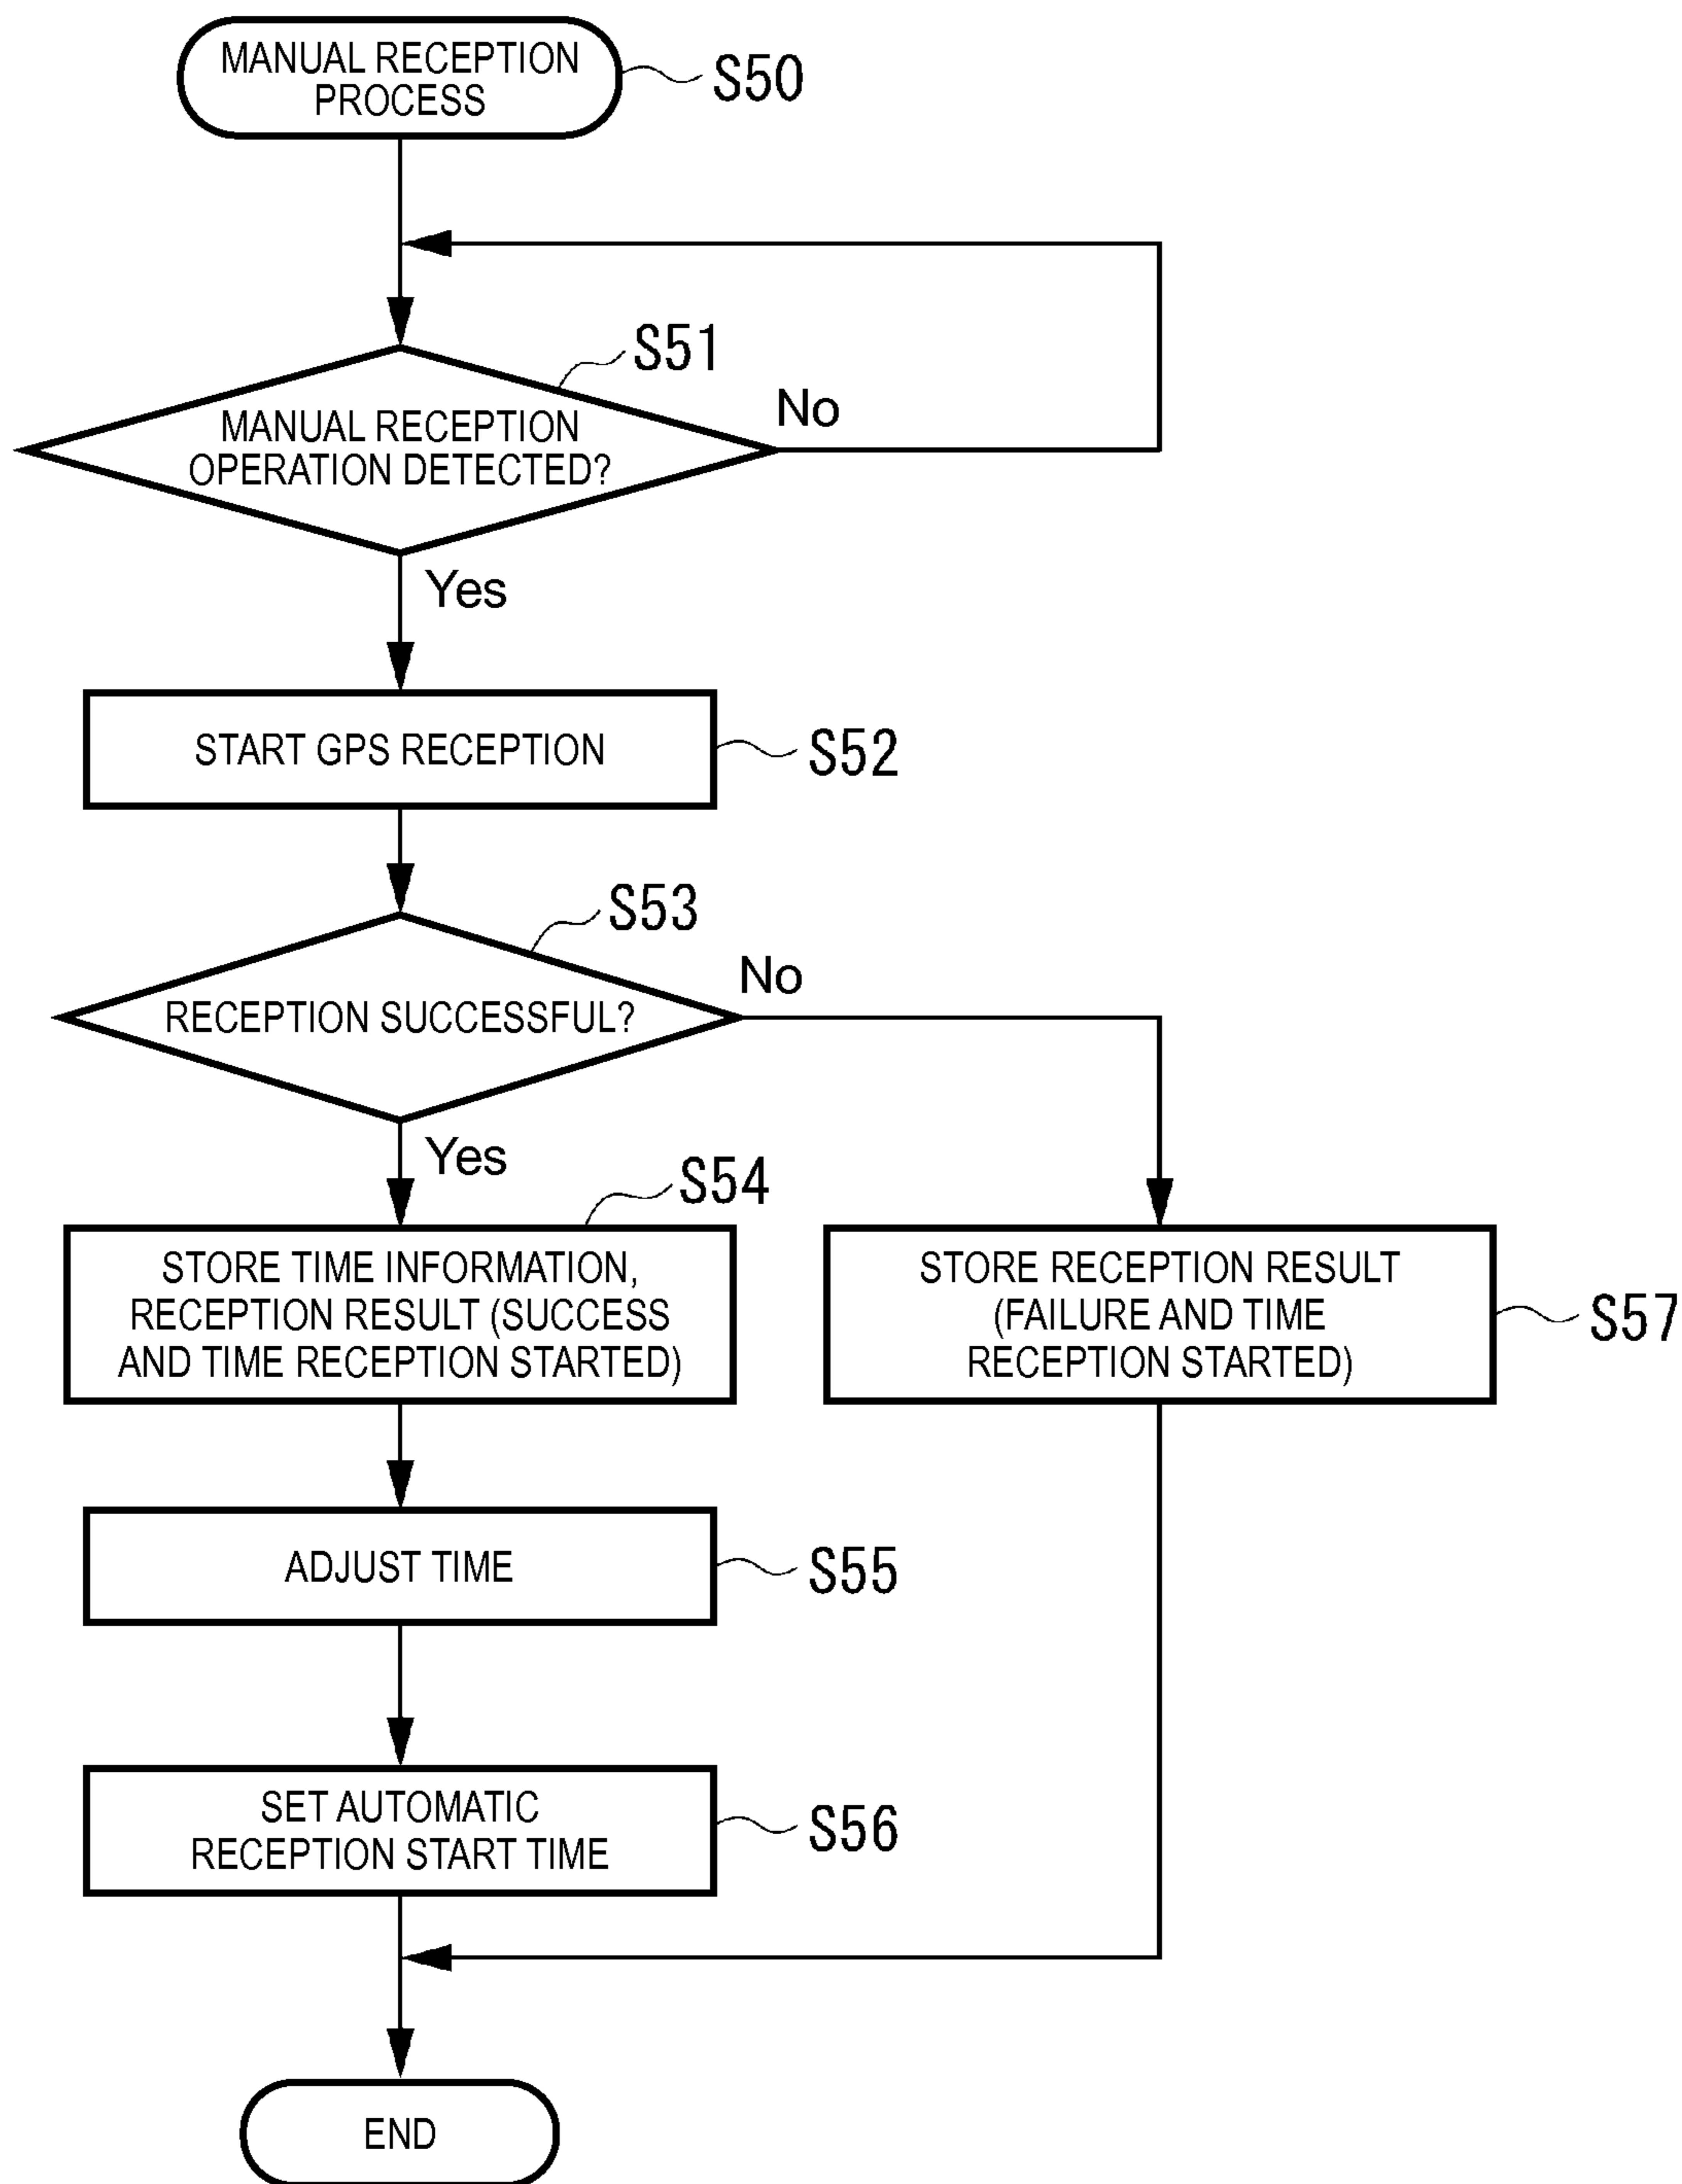 MANUAL RECEPTION
PROCESS
S50
S51
MANUAL RECEPTION
OPERATION DETECTED?
No
Yes
START GPS RECEPTION
S52
S53
RECEPTION SUCCESSFUL?
No
Yes
S54
STORE TIME INFORMATION,
RECEPTION RESULT (SUCCESS
AND TIME RECEPTION STARTED)
STORE RECEPTION RESULT
(FAILURE AND TIME
RECEPTION STARTED)
S57
ADJUST TIME
S55
SET AUTOMATIC
RECEPTION START TIME
S56
END